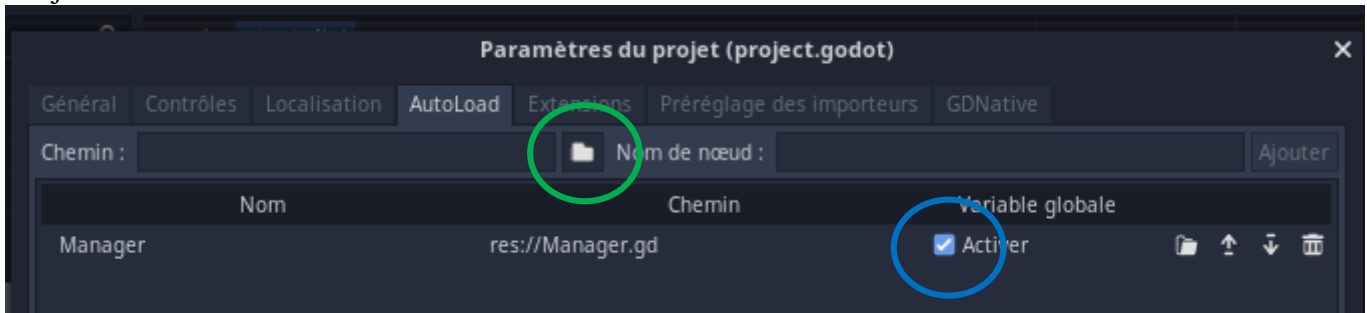 Paramètres du projet (project.godot)
Général Contrôles Localisation AutoLoad Extensions Préréglage des importeurs GDNative
Chemin : Nom de nœud : Ajouter
Nom Chemin Variable globale
Manager res://Manager.gd Activer